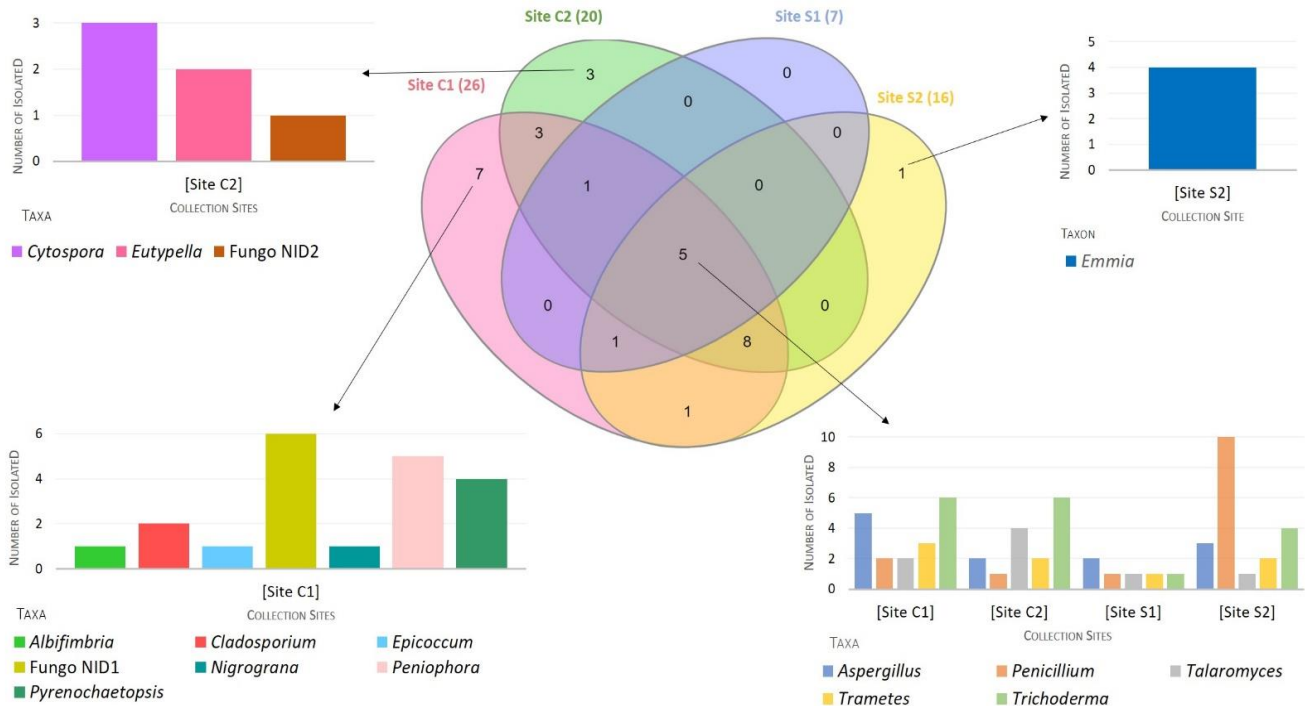 Site C2 (20)
Site S1 (7)
Site C1 (26)
Site S2 (16)
3
0
0
3
0
7
1
0
1
5
0
0
1
8
1
NUMBER OF ISOLATED
3
2
1
0
[Site C2]
COLLECTION SITES
TAXA
Cytospora Eutypella Fungo NID2
NUMBER OF ISOLATED
5
4
3
2
1
0
[Site S2]
COLLECTION SITE
TAXON
Emmia
NUMBER OF ISOLATED
6
4
2
0
[Site C1]
COLLECTION SITES
TAXA
Albifimbria Cladosporium Epicoccum
Fungo NID1 Nigrograna Peniophora
Pyrenochaetopsis
NUMBER OF ISOLATED
10
8
6
4
2
0
[Site C1] [Site C2] [Site S1] [Site S2]
COLLECTION SITES
TAXA
Aspergillus Penicillium Talaromyces
Trametes Trichoderma